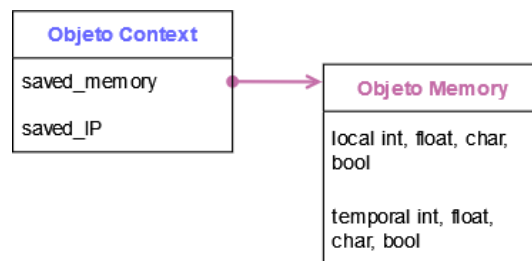 Objeto Context
saved_memory
saved_IP
Objeto Memory
local int, float, char,
bool
temporal int, float,
char, bool